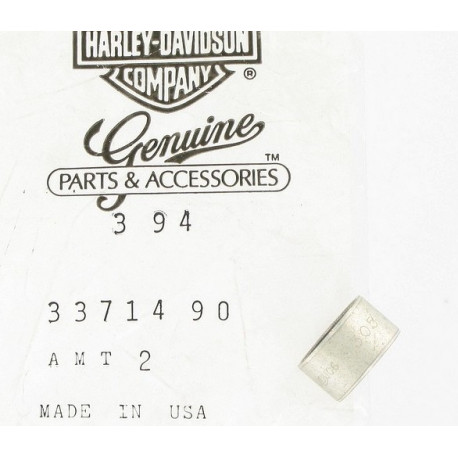 HARLEY-DAVIDSON
COMPANY
®
Genuine
TM
PARTS & ACCESSORIES
3 94
33714 90
AMT 2
MADE IN USA